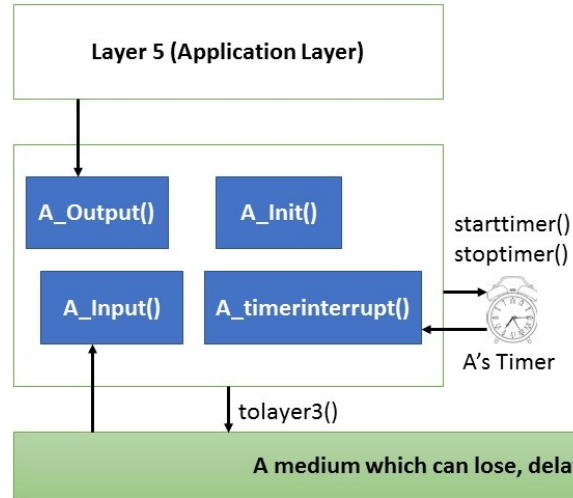 Layer 5 (Application Layer)
A_Output()
A_Init()
starttimer()
stoptimer()
A_Input()
A_timerinterrupt()
A's Timer
tolayer3()
A medium which can lose,